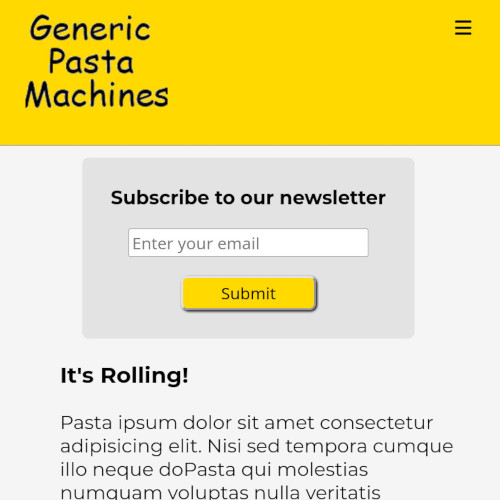 Generic
Pasta
Machines
Subscribe to our newsletter
Enter your email
Submit
It's Rolling!
Pasta ipsum dolor sit amet consectetur
adipisicing elit. Nisi sed tempora cumque
illo neque doPasta qui molestias
numquam voluptas nulla veritatis